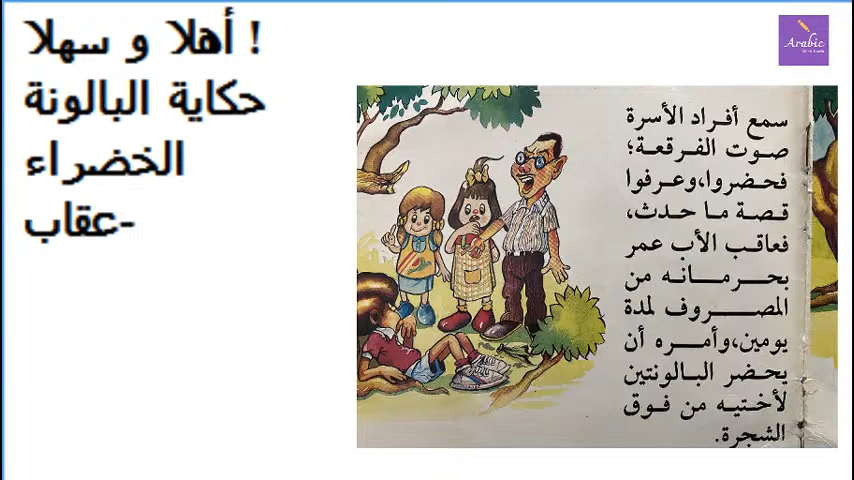 أهلا و سهلا !
حكاية البالونة
الخضراء
-عقاب
Arabic
سمع أفراد الأسرة
صوت الفرقعة؛
فحضروا،وعرفوا
قصة ما حدث،
فعاقب الأب عمر
بحرمانه من
المصروف لمدة
يومين،وأمره أن
يحضر البالونتين
لأختيه من فوق
الشجرة.